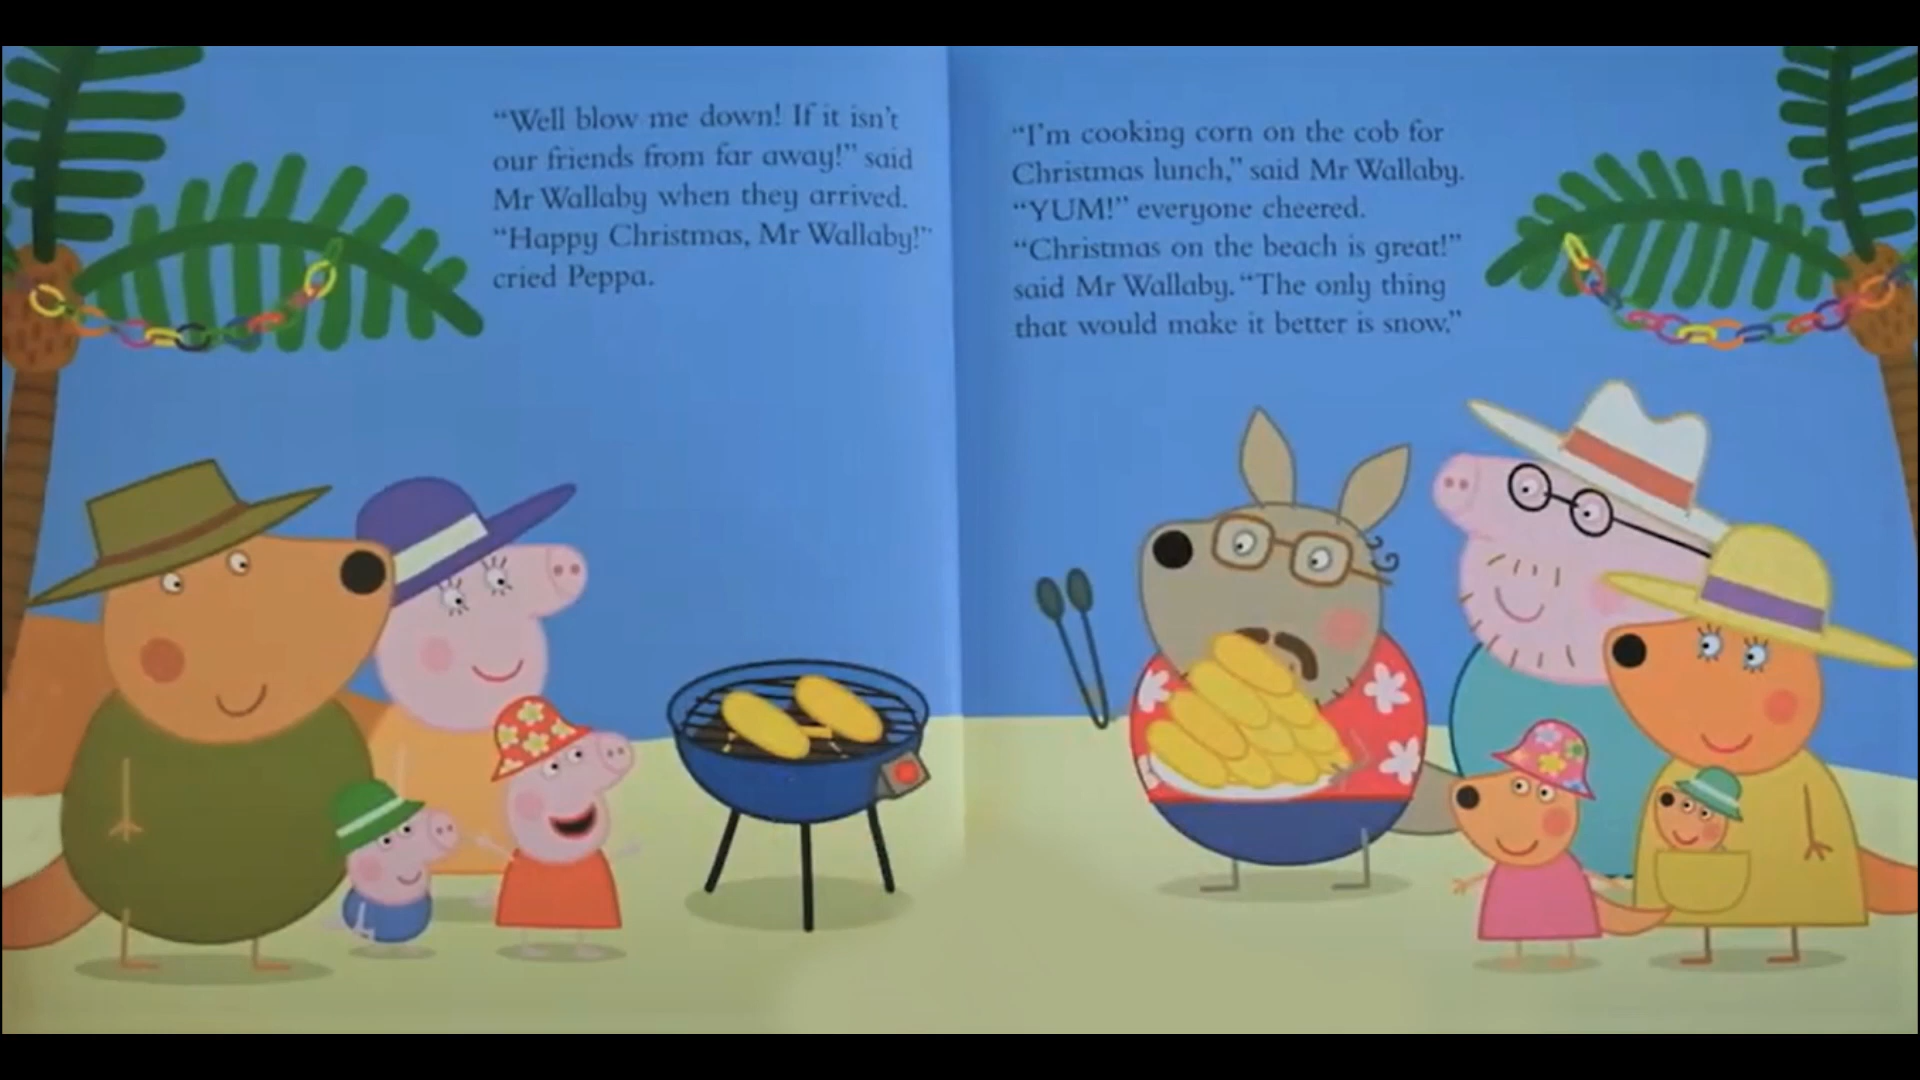 “Well blow me down! If it isn’t
our friends from far away!” said
Mr Wallaby when they arrived.
“Happy Christmas, Mr Wallaby!”
cried Peppa.
“I’m cooking corn on the cob for
Christmas lunch,” said Mr Wallaby.
“YUM!” everyone cheered.
“Christmas on the beach is great!”
said Mr Wallaby. “The only thing
that would make it better is snow.”